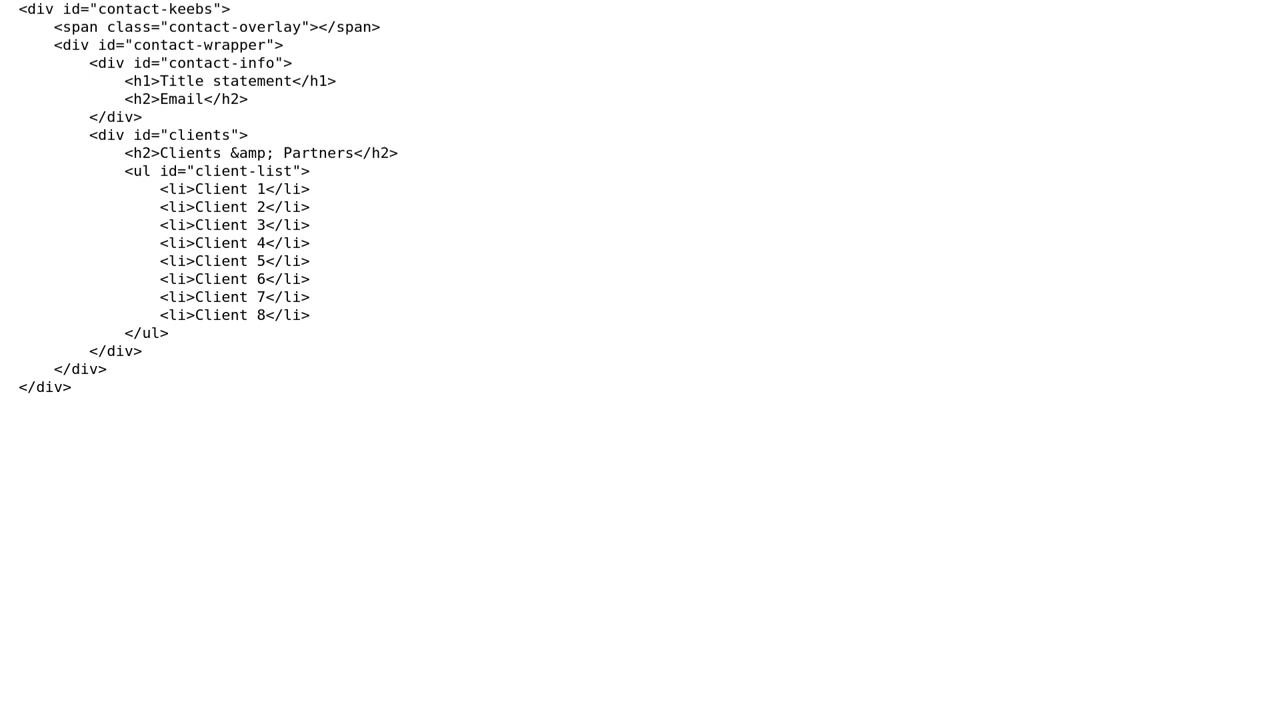 <div id="contact-keebs">
    <span class="contact-overlay"></span>
    <div id="contact-wrapper">
        <div id="contact-info">
            <h1>Title statement</h1>
            <h2>Email</h2>
        </div>
        <div id="clients">
            <h2>Clients &amp; Partners</h2>
            <ul id="client-list">
                <li>Client 1</li>
                <li>Client 2</li>
                <li>Client 3</li>
                <li>Client 4</li>
                <li>Client 5</li>
                <li>Client 6</li>
                <li>Client 7</li>
                <li>Client 8</li>
            </ul>
        </div>
    </div>
</div>